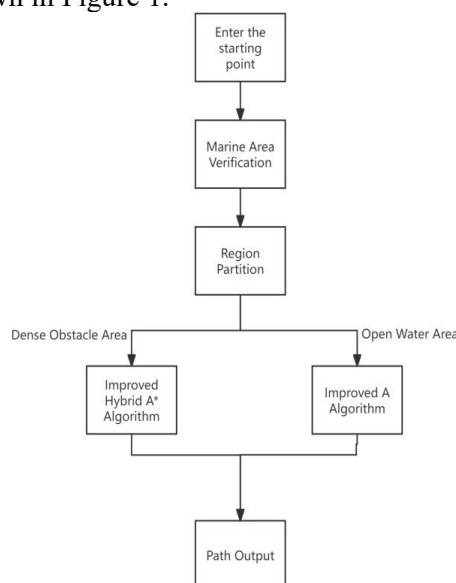 wn in Figure 1.
Enter the
starting
point
Marine Area
Verification
Region
Partition
Dense Obstacle Area
Open Water Area
Improved
Hybrid A*
Algorithm
Improved A
Algorithm
Path Output